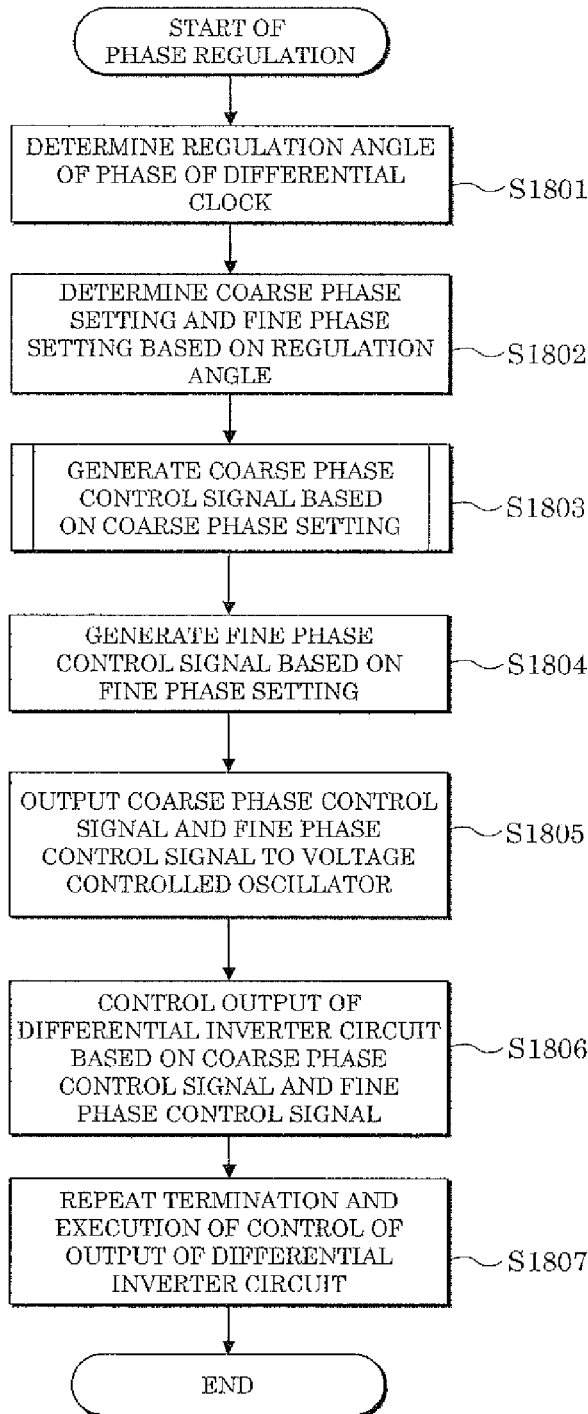 START OF
PHASE REGULATION
DETERMINE REGULATION ANGLE
OF PHASE OF DIFFERENTIAL
CLOCK
S1801
DETERMINE COARSE PHASE
SETTING AND FINE PHASE
SETTING BASED ON REGULATION
ANGLE
S1802
GENERATE COARSE PHASE
CONTROL SIGNAL BASED
ON COARSE PHASE SETTING
S1803
GENERATE FINE PHASE
CONTROL SIGNAL BASED ON
FINE PHASE SETTING
S1804
OUTPUT COARSE PHASE CONTROL
SIGNAL AND FINE PHASE
CONTROL SIGNAL TO VOLTAGE
CONTROLLED OSCILLATOR
S1805
CONTROL OUTPUT OF
DIFFERENTIAL INVERTER CIRCUIT
BASED ON COARSE PHASE
CONTROL SIGNAL AND FINE
PHASE CONTROL SIGNAL
S1806
REPEAT TERMINATION AND
EXECUTION OF CONTROL OF
OUTPUT OF DIFFERENTIAL
INVERTER CIRCUIT
S1807
END